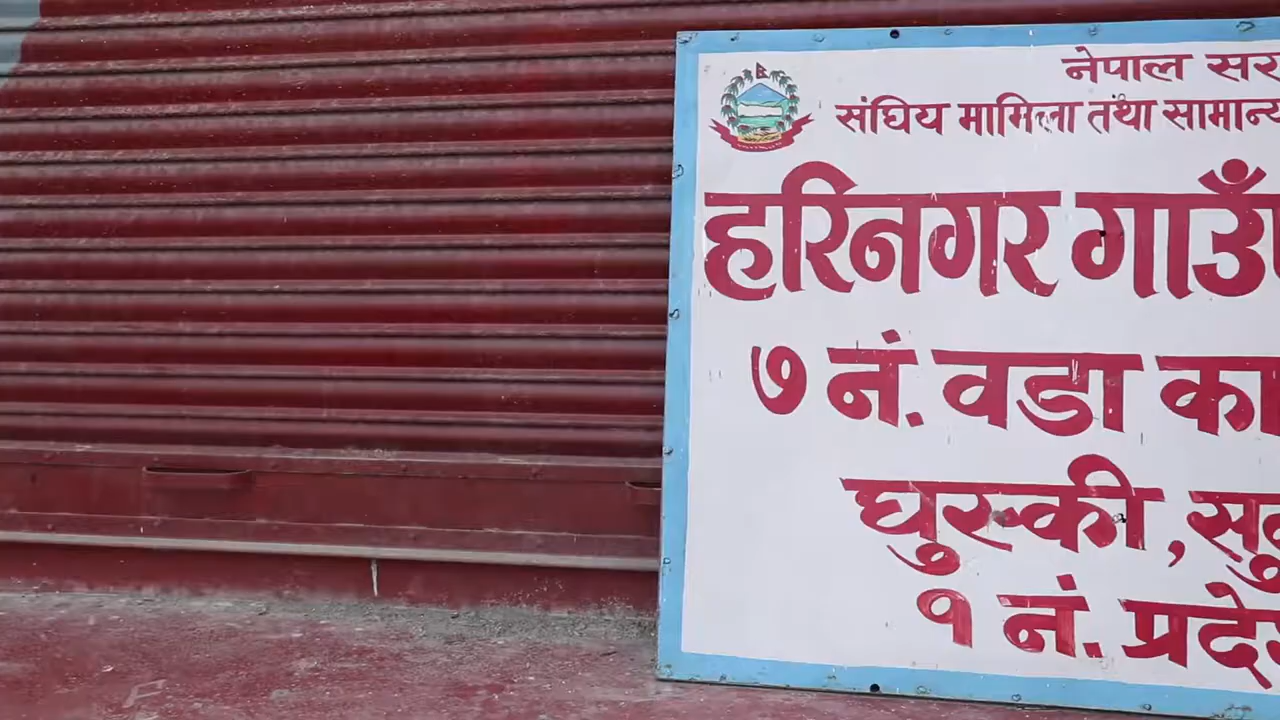 नेपाल सर
संघिय मामिला तथा सामान्य
हरिनगर गाउँ
७ नं. वडा का
घुस्की, सु
१ नं. प्रदे